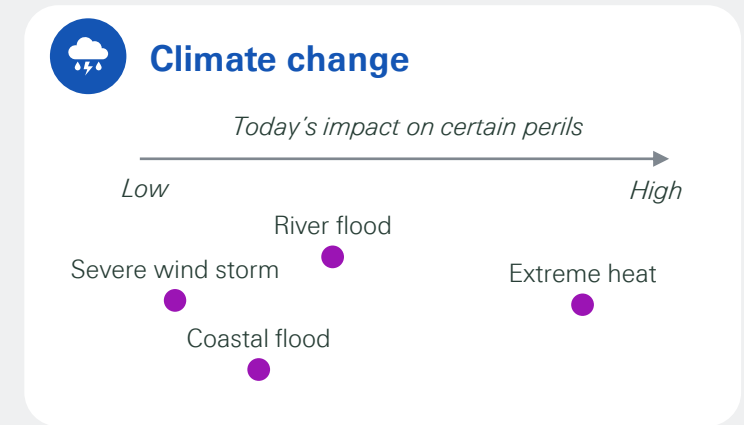 Climate change
Today's impact on certain perils
Low
High
River flood
Severe wind storm
Extreme heat
Coastal flood